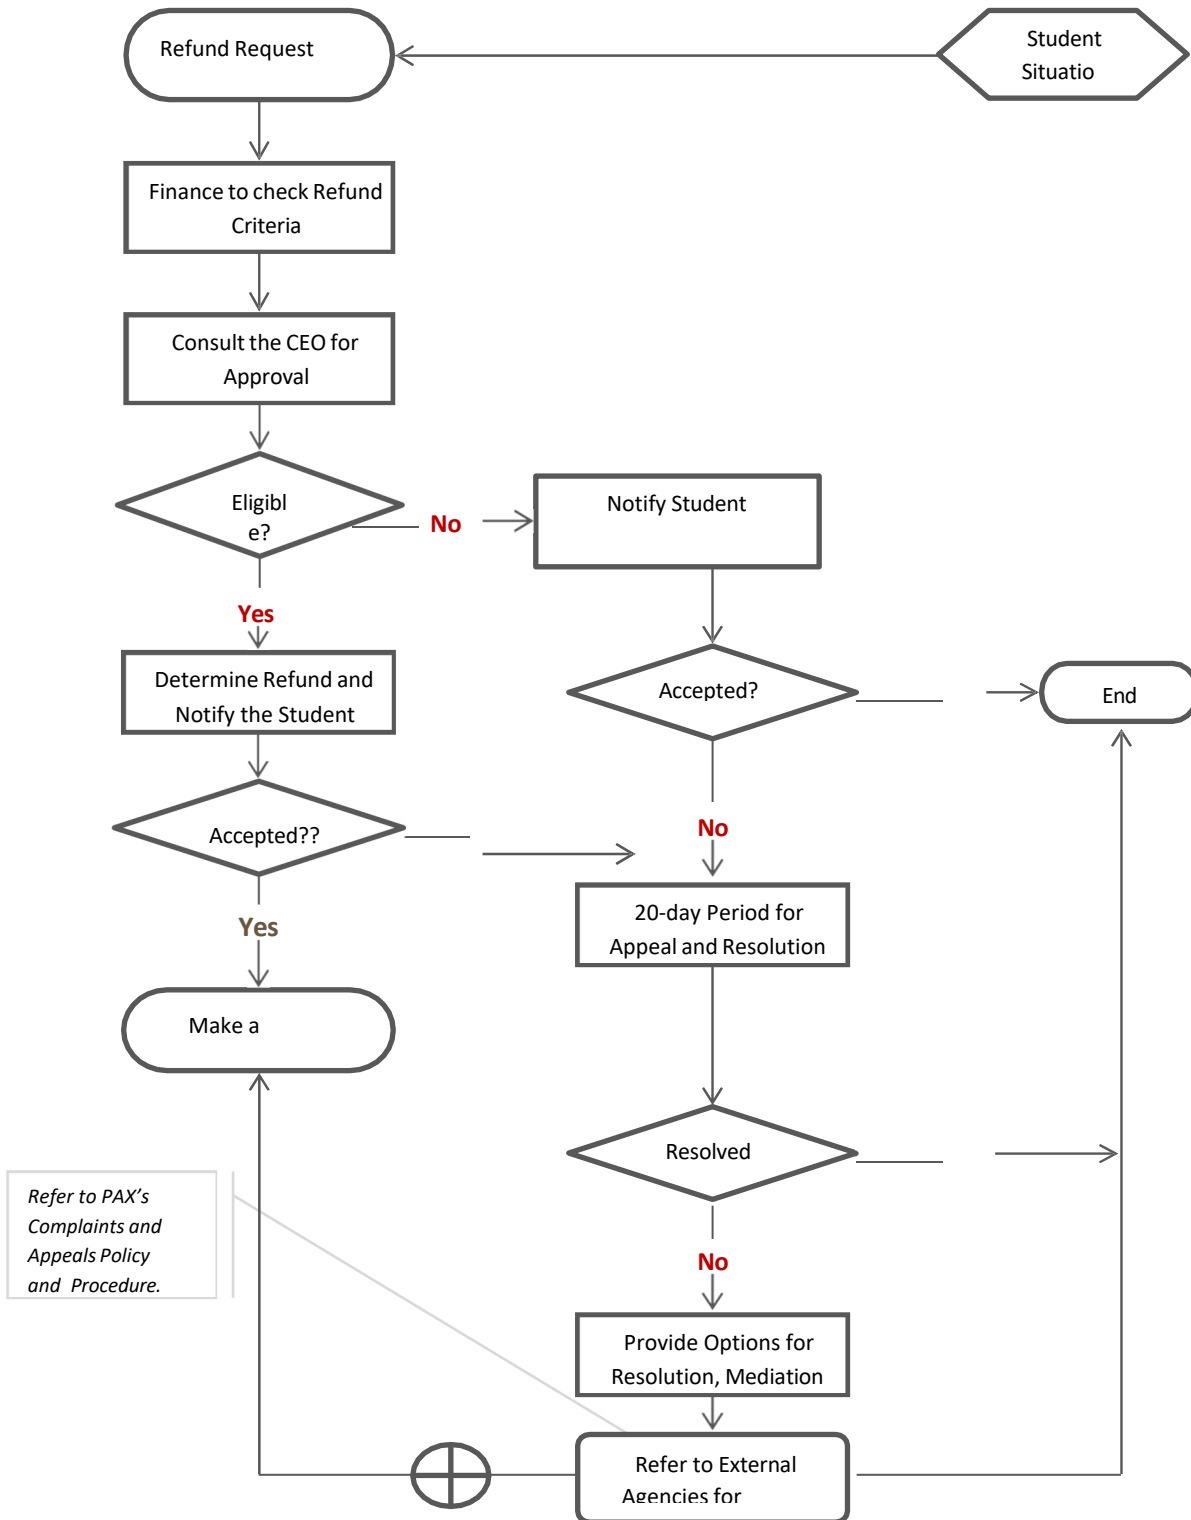 Refund Request
Student
Situatio
Finance to check Refund
Criteria
Consult the CEO for
Approval
Eligibl
e?
No
Notify Student
Yes
Determine Refund and
Notify the Student
Accepted?
End
Accepted??
No
Yes
20-day Period for
Appeal and Resolution
Make a
Resolved
Refer to PAX’s
Complaints and
Appeals Policy
and Procedure.
No
Provide Options for
Resolution, Mediation
Refer to External
Agencies for